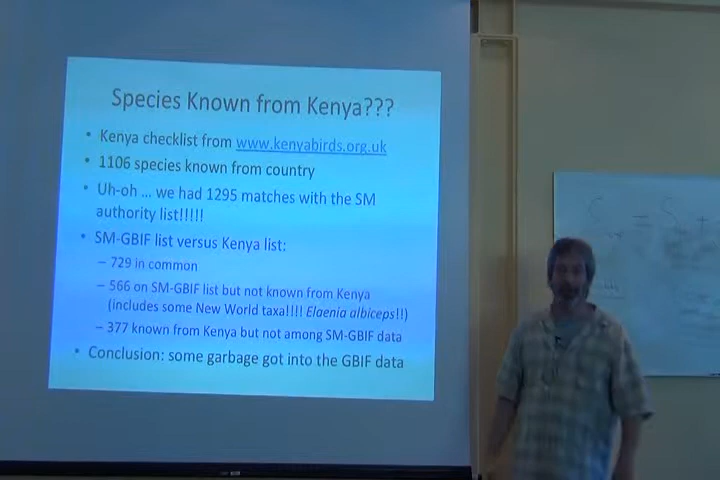 Species Known from Kenya???
• Kenya checklist from www.kenyabirds.org.uk
• 1106 species known from country
• Uh-oh ... we had 1295 matches with the SM
authority list!!!!!
• SM-GBIF list versus Kenya list:
– 729 in common
– 566 on SM-GBIF list but not known from Kenya
(includes some New World taxa!!!! Elaenia albiceps!!)
– 377 known from Kenya but not among SM-GBIF data
• Conclusion: some garbage got into the GBIF data